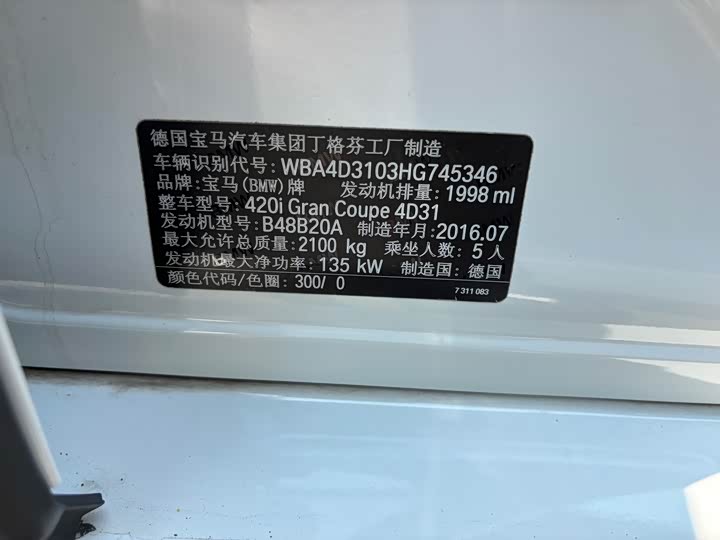 德国宝马汽车集团丁格芬工厂制造
车辆识别代号: WBA4D3103HG745346
品牌: 宝马(BMW)牌 发动机排量: 1998 ml
整车型号: 420i Gran Coupe 4D31
发动机型号: B48B20A 制造年月: 2016.07
最大允许总质量: 2100 kg 乘坐人数: 5 人
发动机最大净功率: 135 kW 制造国: 德国
颜色代码/色圈: 300/ 0 7 311 083